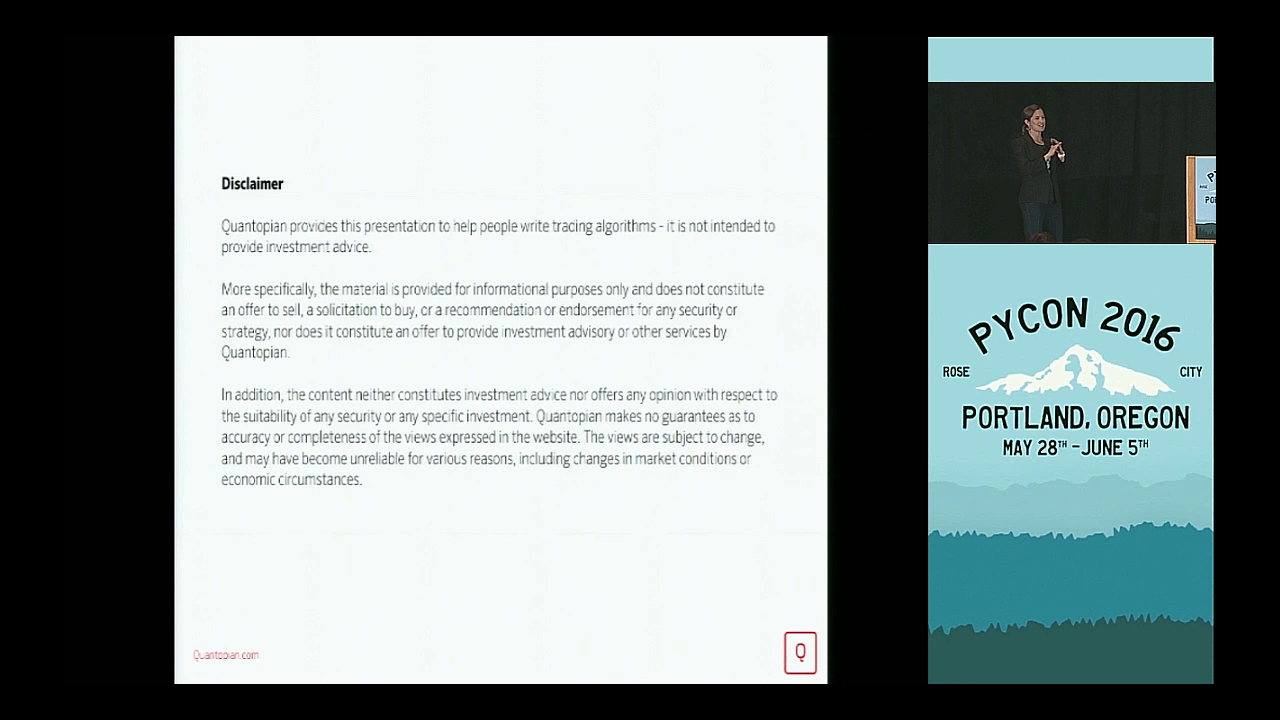 Disclaimer
Quantopian provides this presentation to help people write trading algorithms - it is not intended to
provide investment advice.
More specifically, the material is provided for informational purposes only and does not constitute
an offer to sell, a solicitation to buy, or a recommendation or endorsement for any security or
strategy, nor does it constitute an offer to provide investment advisory or other services by
Quantopian.
In addition, the content neither constitutes investment advice nor offers any opinion with respect to
the suitability of any security or any specific investment. Quantopian makes no guarantees as to
accuracy or completeness of the views expressed in the website. The views are subject to change,
and may have become unreliable for various reasons, including changes in market conditions or
economic circumstances.
Quantopian.com
Q
PYCON 2016
ROSE CITY
PORTLAND, OREGON
MAY 28TH - JUNE 5TH